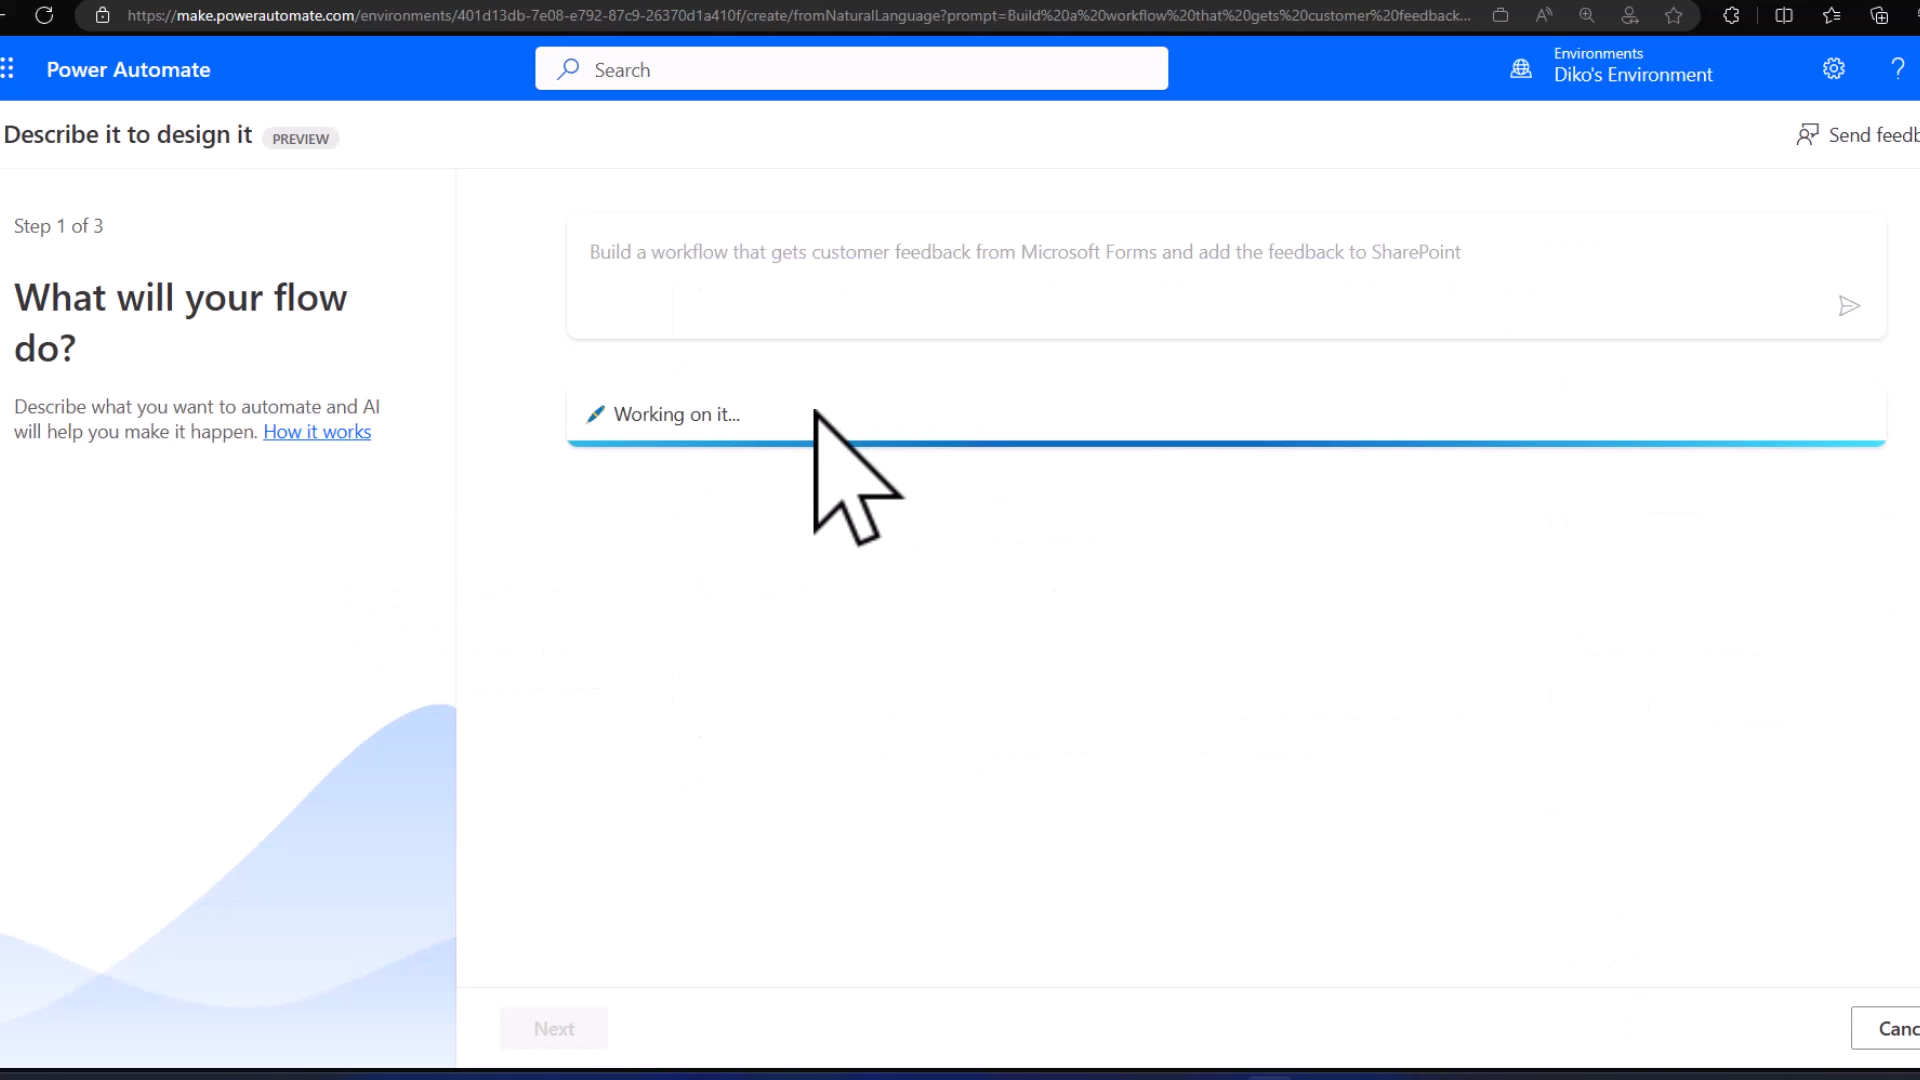 https://make.powerautomate.com/environments/401d13db-7e08-e792-87c9-26370d1a410f/create/fromNaturalLanguage?prompt=Build%20a%20workflow%20that%20gets%20customer%20feedback...
Power Automate
Search
Environments
Diko's Environment
Describe it to design it
PREVIEW
Send feedb
Step 1 of 3
What will your flow
do?
Describe what you want to automate and AI
will help you make it happen. How it works
Build a workflow that gets customer feedback from Microsoft Forms and add the feedback to SharePoint
Working on it...
Next
Canc